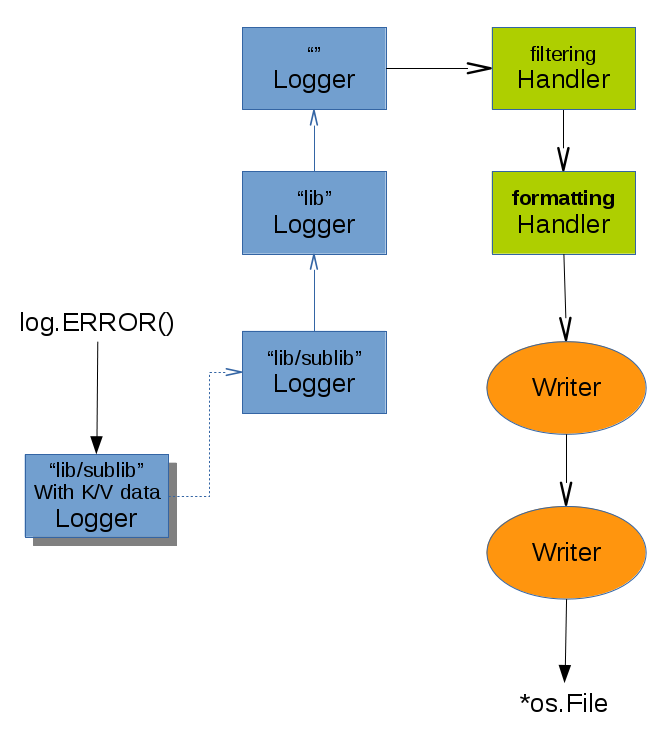 “”
Logger
filtering
Handler
“lib”
Logger
formatting
Handler
log.ERROR()
“lib/sublib”
Logger
Writer
“lib/sublib”
With K/V data
Logger
Writer
*os.File